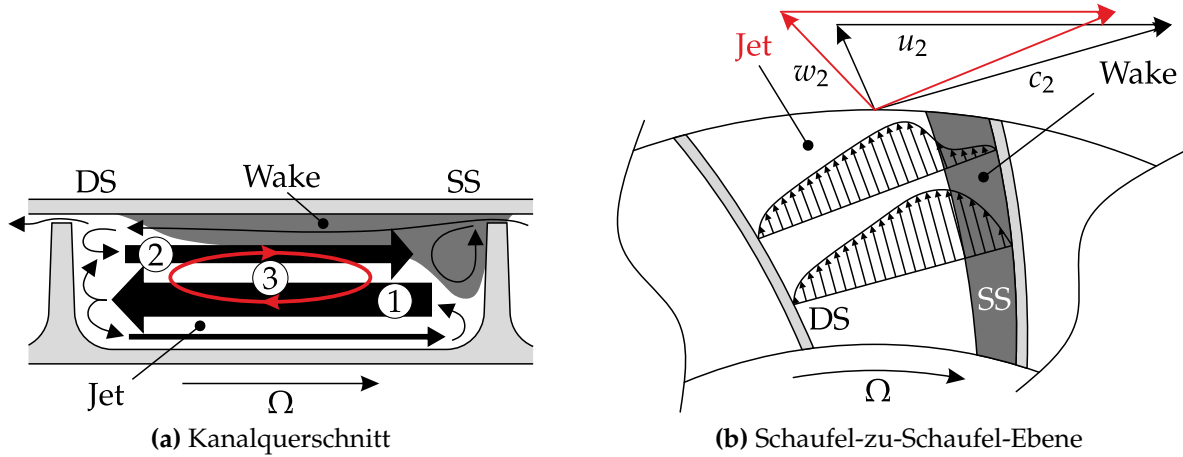 DS
Wake
SS
2
3
1
Jet
Ω
(a) Kanalquerschnitt
Jet
w₂
u₂
c₂
Wake
DS
SS
Ω
(b) Schaufel-zu-Schaufel-Ebene